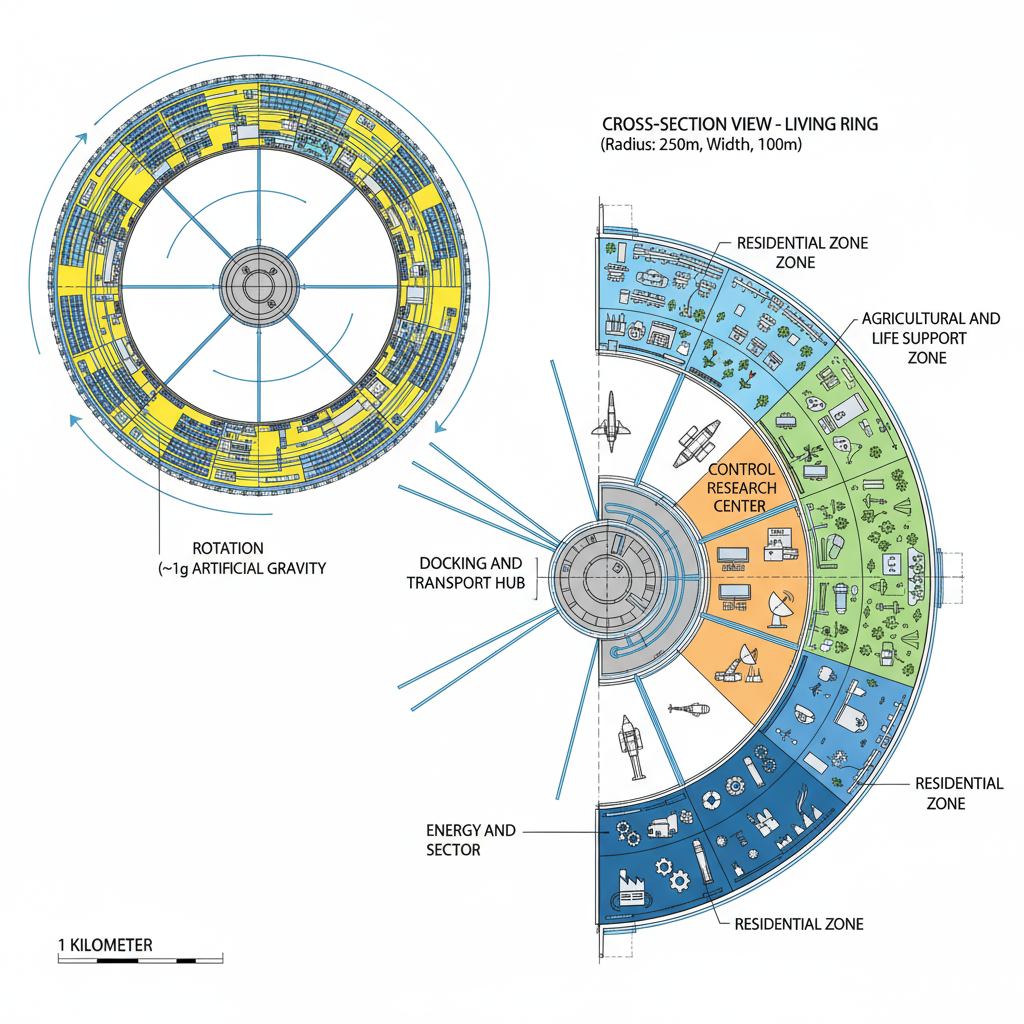 CROSS-SECTION VIEW - LIVING RING
(Radius: 250m, Width, 100m)
RESIDENTIAL ZONE
ZONE
AGRICULTURAL AND
LIFE SUPPORT
ZONE
CONTROL
RESEARCH
CENTER
ROTATION
(~1g ARTIFICIAL GRAVITY
DOCKING AND
TRANSPORT HUB
RESIDENTIAL
ZONE
ENERGY AND
SECTOR
RESIDENTIAL ZONE
1 KILOMETER